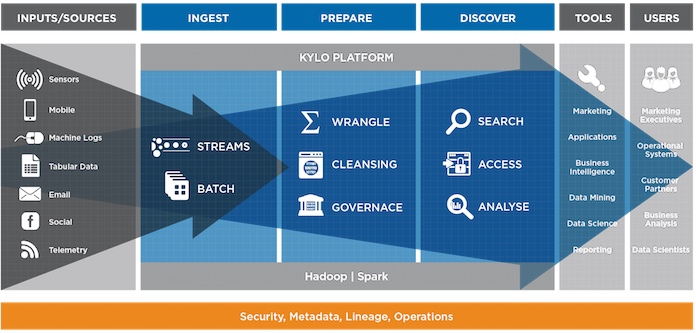 INPUTS/SOURCES
INGEST
PREPARE
DISCOVER
TOOLS
USERS
KYLO PLATFORM
Sensors
Mobile
Machine Logs
Tabular Data
Email
Social
Telemetry
STREAMS
BATCH
WRANGLE
CLEANSING
GOVERNACE
SEARCH
ACCESS
ANALYSE
Marketing
Applications
Business
Intelligence
Data Mining
Data Science
Reporting
Marketing
Executives
Operational
Systems
Customer
Partners
Business
Analysis
Data Scientists
Hadoop | Spark
Security, Metadata, Lineage, Operations